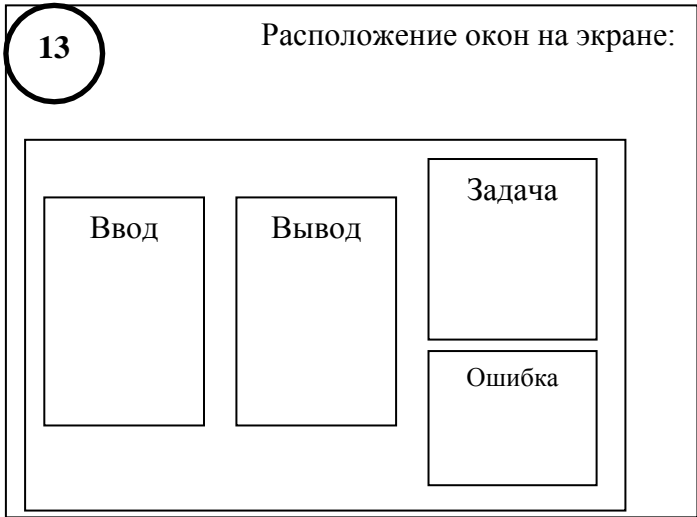 13
Расположение окон на экране:
Ввод
Вывод
Задача
Ошибка